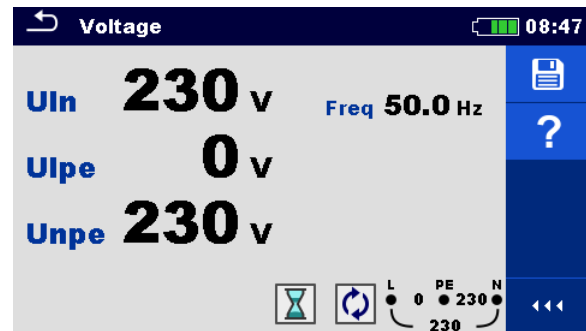 Voltage 08:47
Uln 230 V Freq 50.0 Hz
?
Ulpe 0 V
Unpe 230 V
L PE N
0 230
230